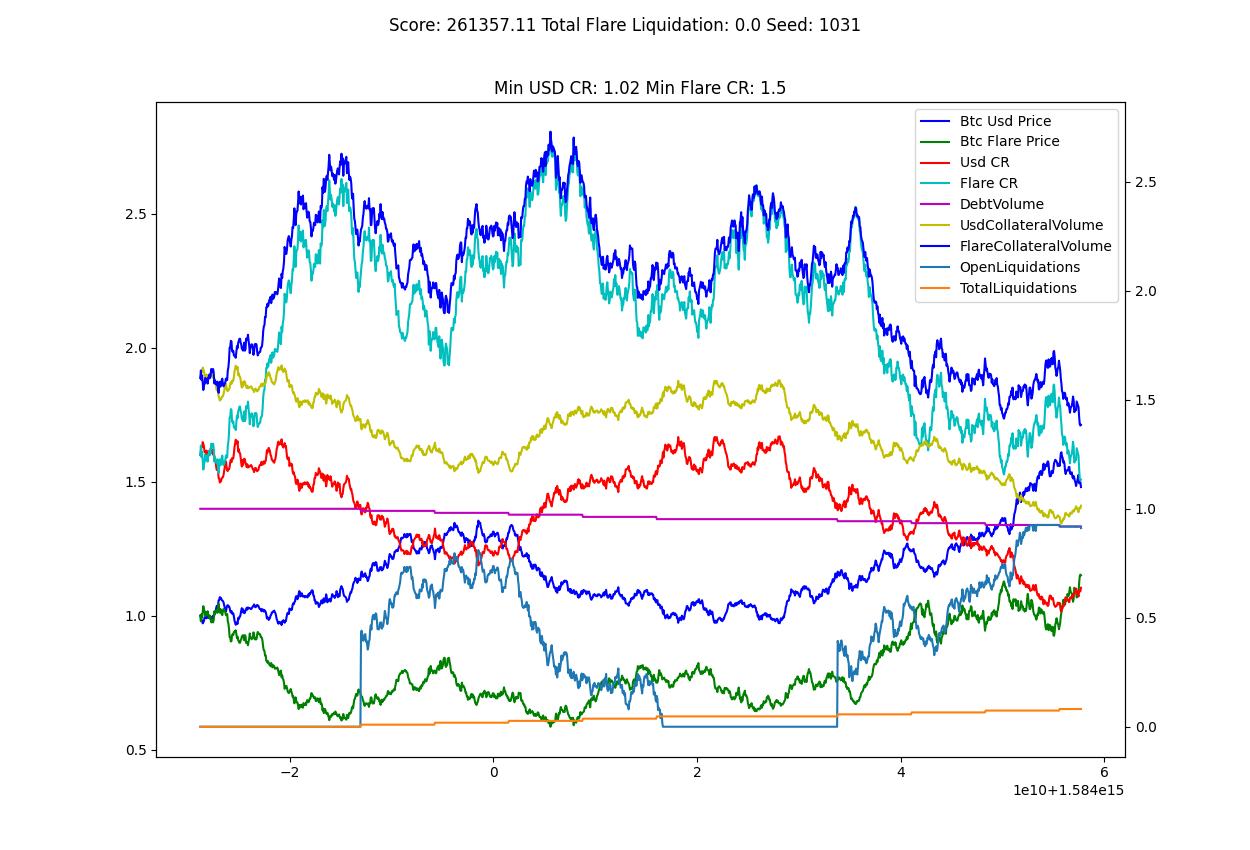 Score: 261357.11 Total Flare Liquidation: 0.0 Seed: 1031
Min USD CR: 1.02 Min Flare CR: 1.5
Btc Usd Price
Btc Flare Price
Usd CR
Flare CR
DebtVolume
UsdCollateralVolume
FlareCollateralVolume
OpenLiquidations
TotalLiquidations
2.5
2.0
1.5
1.0
0.5
2.5
2.0
1.5
1.0
0.5
0.0
−2 0 2 4 6
1e10+1.584e15